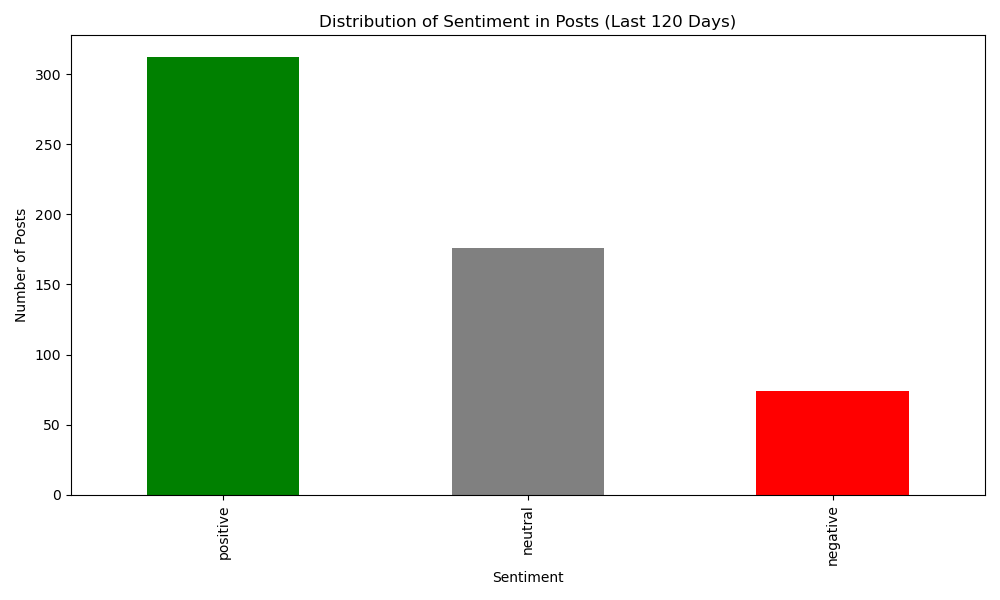 Distribution of Sentiment in Posts (Last 120 Days)
Number of Posts
300
250
200
150
100
50
0
positive
neutral
negative
Sentiment